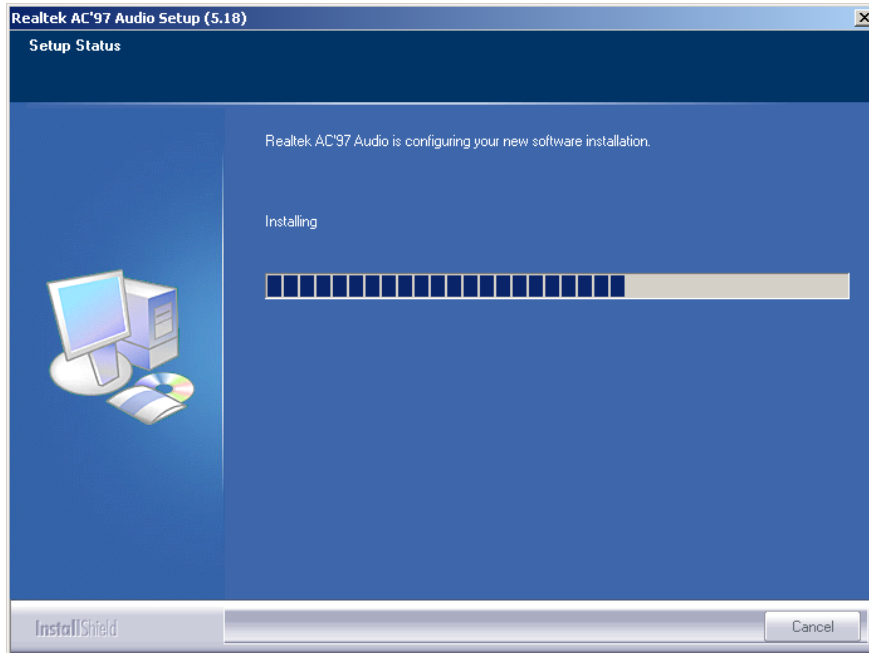 Realtek AC'97 Audio Setup (5.18)
Setup Status
Realtek AC'97 Audio is configuring your new software installation.
Installing
InstallShield
Cancel